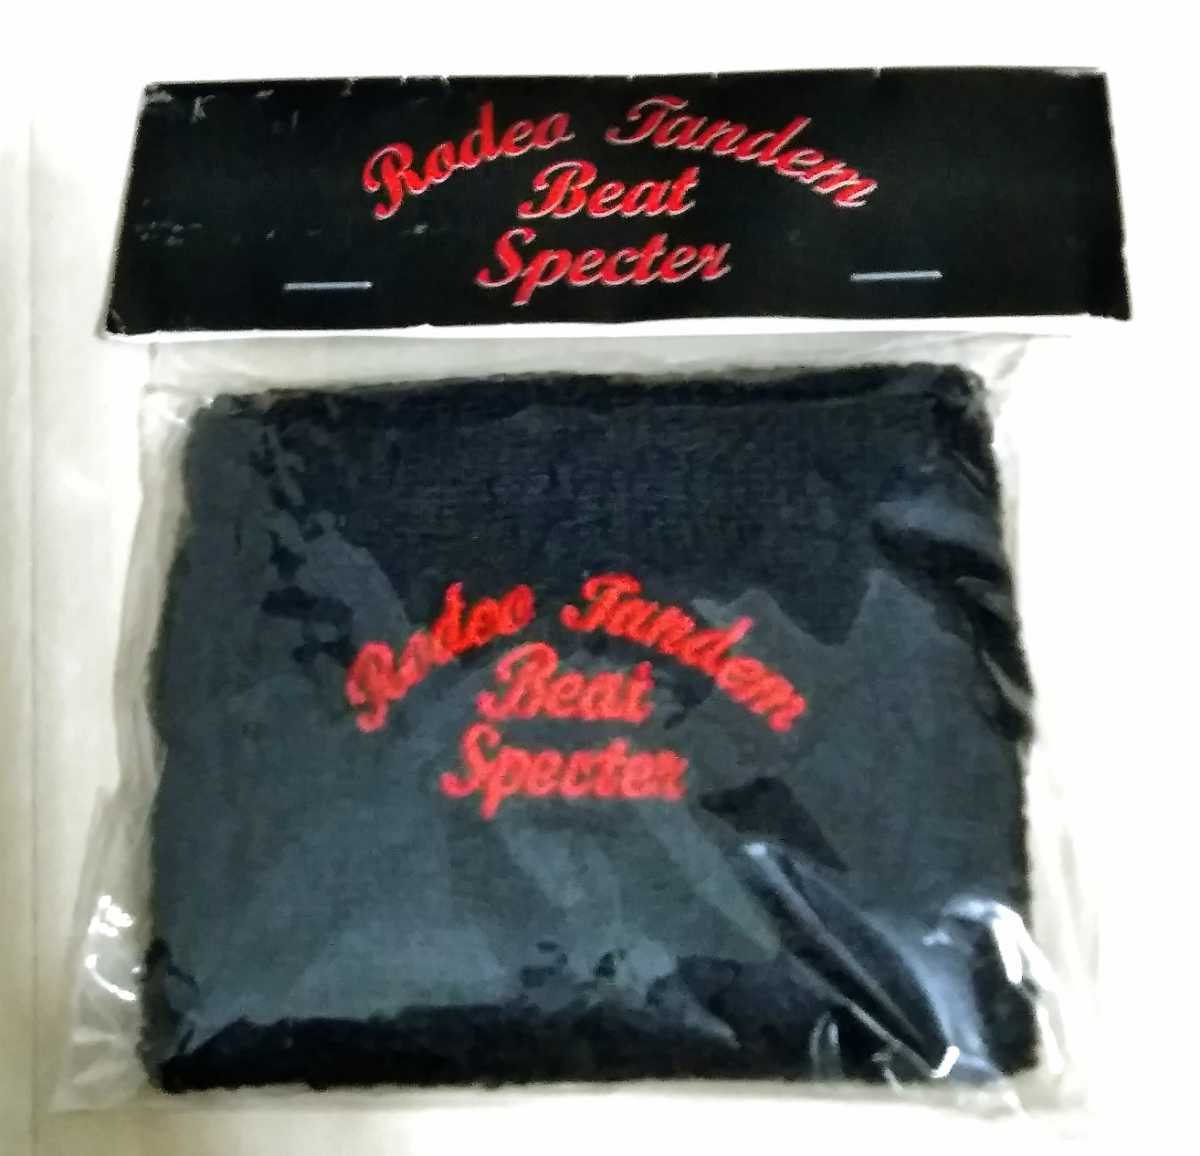 Rodeo Tandem
Beat
Specter
Rodeo Tandem
Beat
Specter